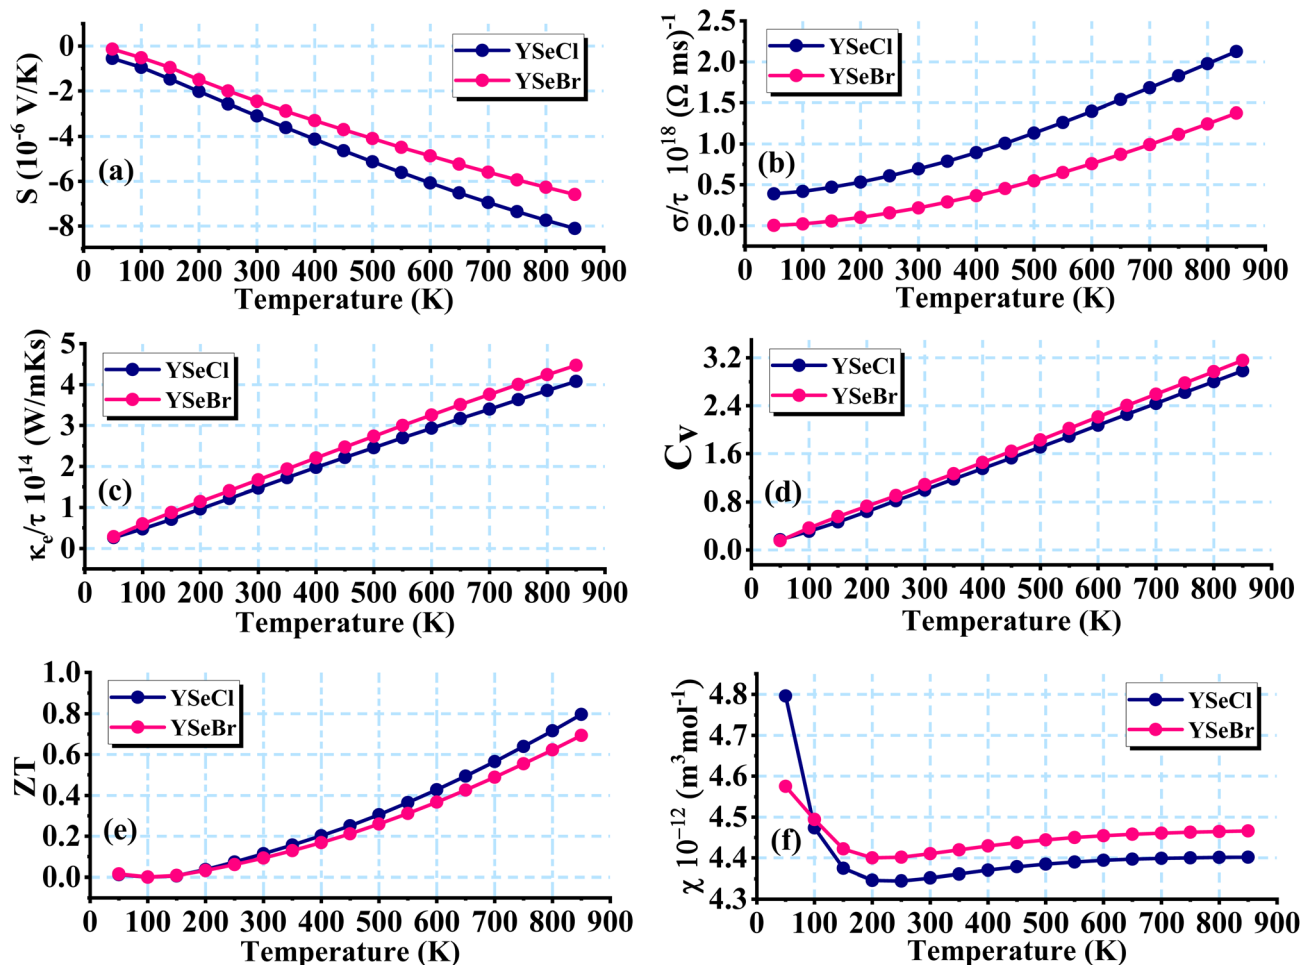 S (10⁻⁶ V/K)
0
-2
-4
-6
-8
YSeCl
YSeBr
(a)
0 100 200 300 400 500 600 700 800 900
Temperature (K)
σ/τ 10¹⁸ (Ω ms)⁻¹
2.5
2.0
1.5
1.0
0.5
0.0
YSeCl
YSeBr
(b)
0 100 200 300 400 500 600 700 800 900
Temperature (K)
κₑ/τ 10¹⁴ (W/mKs)
5
4
3
2
1
0
YSeCl
YSeBr
(c)
0 100 200 300 400 500 600 700 800 900
Temperature (K)
Cv
3.2
2.4
1.6
0.8
0.0
YSeCl
YSeBr
(d)
0 100 200 300 400 500 600 700 800 900
Temperature (K)
ZT
1.0
0.8
0.6
0.4
0.2
0.0
YSeCl
YSeBr
(e)
0 100 200 300 400 500 600 700 800 900
Temperature (K)
χ 10⁻¹² (m³mol⁻¹)
4.8
4.7
4.6
4.5
4.4
4.3
YSeCl
YSeBr
(f)
0 100 200 300 400 500 600 700 800 900
Temperature (K)